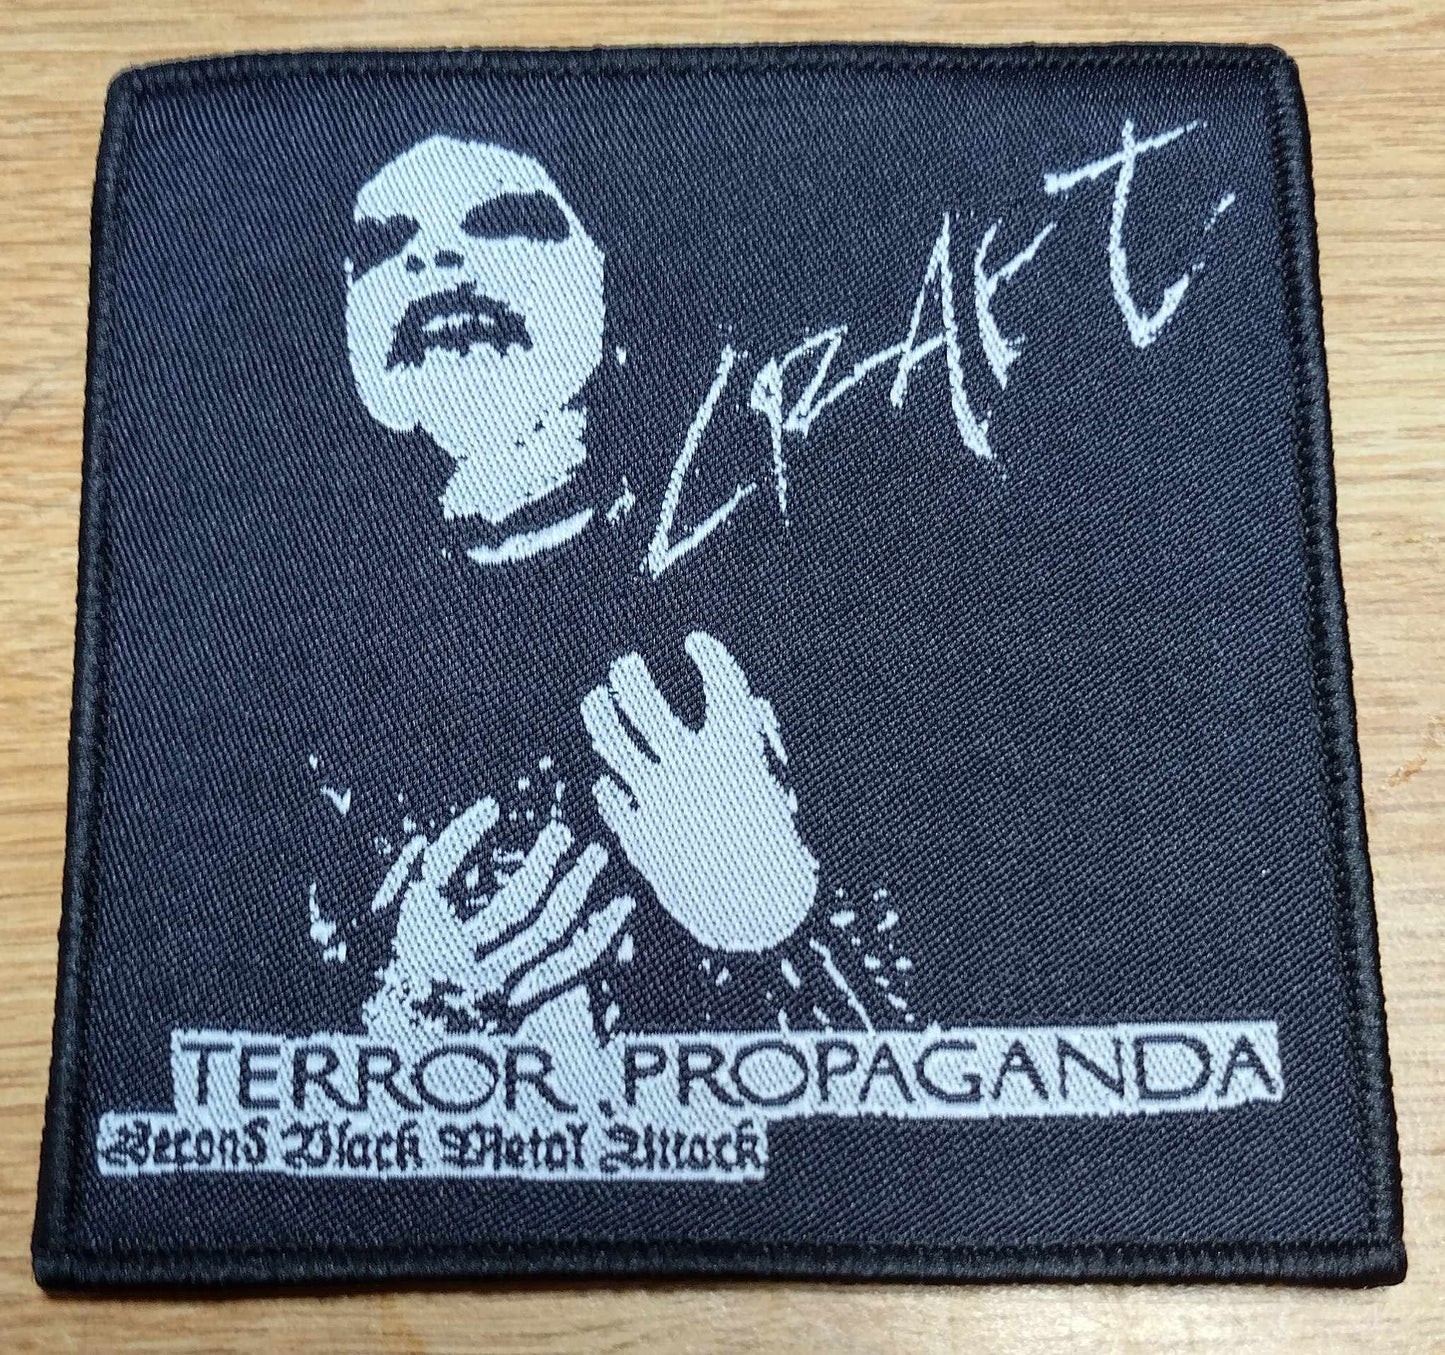 CRAFT
TERROR PROPAGANDA
Second Black Metal Attack